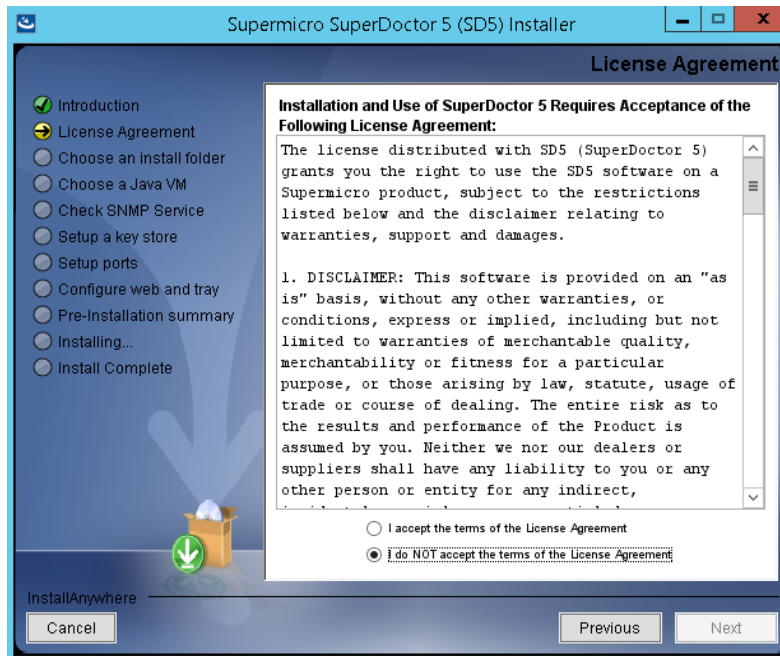 Supermicro SuperDoctor 5 (SD5) Installer
License Agreement
Introduction
License Agreement
Choose an install folder
Choose a Java VM
Check SNMP Service
Setup a key store
Setup ports
Configure web and tray
Pre-Installation summary
Installing...
Install Complete
Installation and Use of SuperDoctor 5 Requires Acceptance of the
Following License Agreement:
The license distributed with SD5 (SuperDoctor 5)
grants you the right to use the SD5 software on a
Supermicro product, subject to the restrictions
listed below and the disclaimer relating to
warranties, support and damages.
1. DISCLAIMER: This software is provided on an "as
is" basis, without any other warranties, or
conditions, express or implied, including but not
limited to warranties of merchantable quality,
merchantability or fitness for a particular
purpose, or those arising by law, statute, usage of
trade or course of dealing. The entire risk as to
the results and performance of the Product is
assumed by you. Neither we nor our dealers or
suppliers shall have any liability to you or any
other person or entity for any indirect,
I accept the terms of the License Agreement
I do NOT accept the terms of the License Agreement
InstallAnywhere
Cancel
Previous
Next